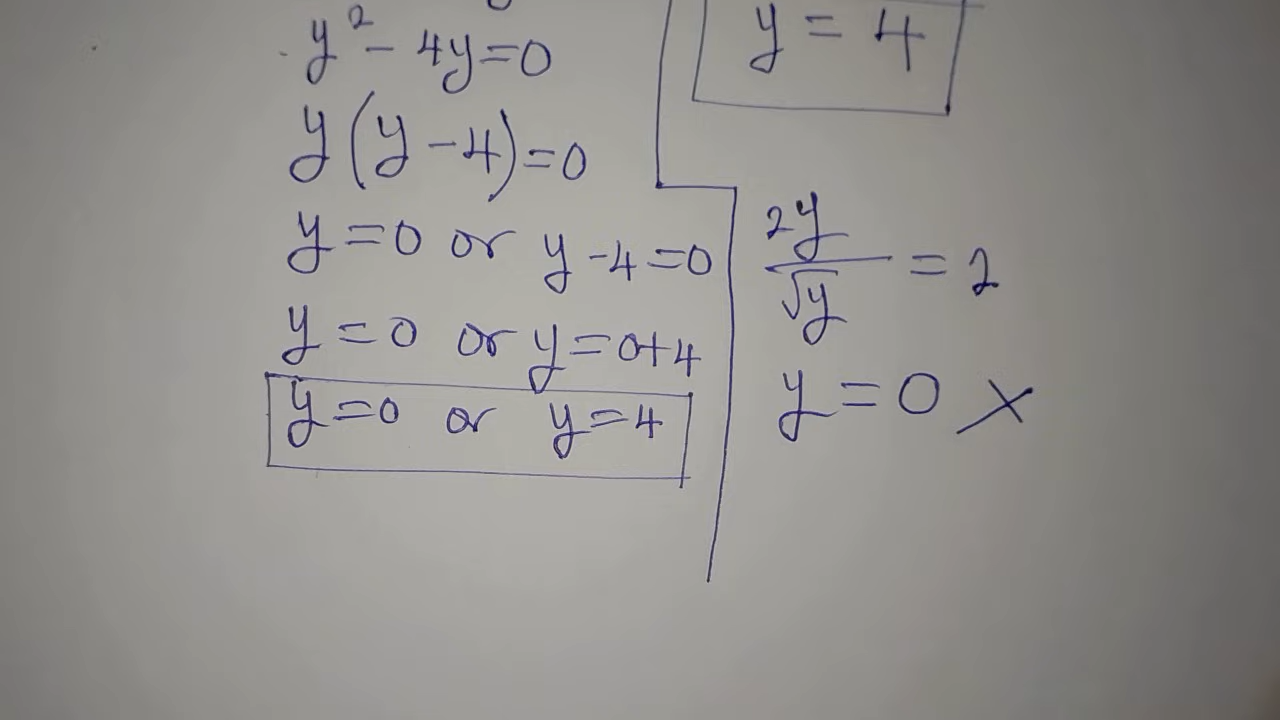 y² - 4y = 0
y(y - 4) = 0
y = 0 or y - 4 = 0
y = 0 or y = 0+4
y = 0 or y = 4
y = 4
2y/√y = 2
y = 0 ×